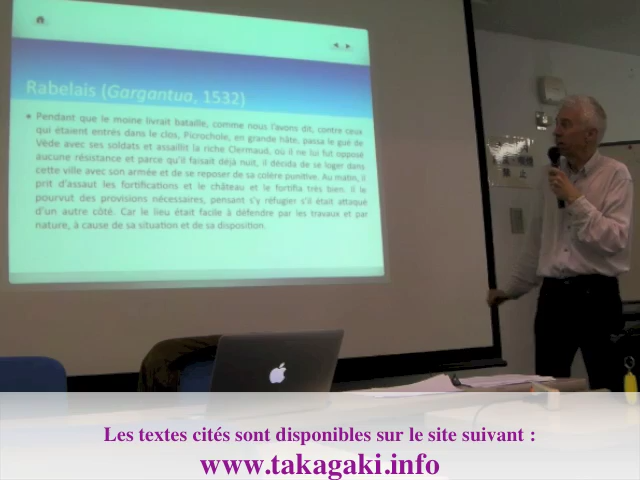 Rabelais (Gargantua, 1532)
• Pendant que le moine livrait bataille, comme nous l'avons dit, contre ceux
qui étaient entrés dans le clos, Picrochole, en grande hâte, passa le gué de
Vède avec ses soldats et assaillit la riche Clermaud, où il ne lui fut opposé
aucune résistance et parce qu'il faisait déjà nuit, il décida de se loger dans
cette ville avec son armée et de se reposer de sa colère punitive. Au matin, il
prit d'assaut les fortifications et le château et le fortifia très bien. Il le
pourvut des provisions nécessaires, pensant s'y réfugier s'il était attaqué
d'un autre côté. Car le lieu était facile à défendre par les travaux et par
nature, à cause de sa situation et de sa disposition.
禁止
Les textes cités sont disponibles sur le site suivant :
www.takagaki.info